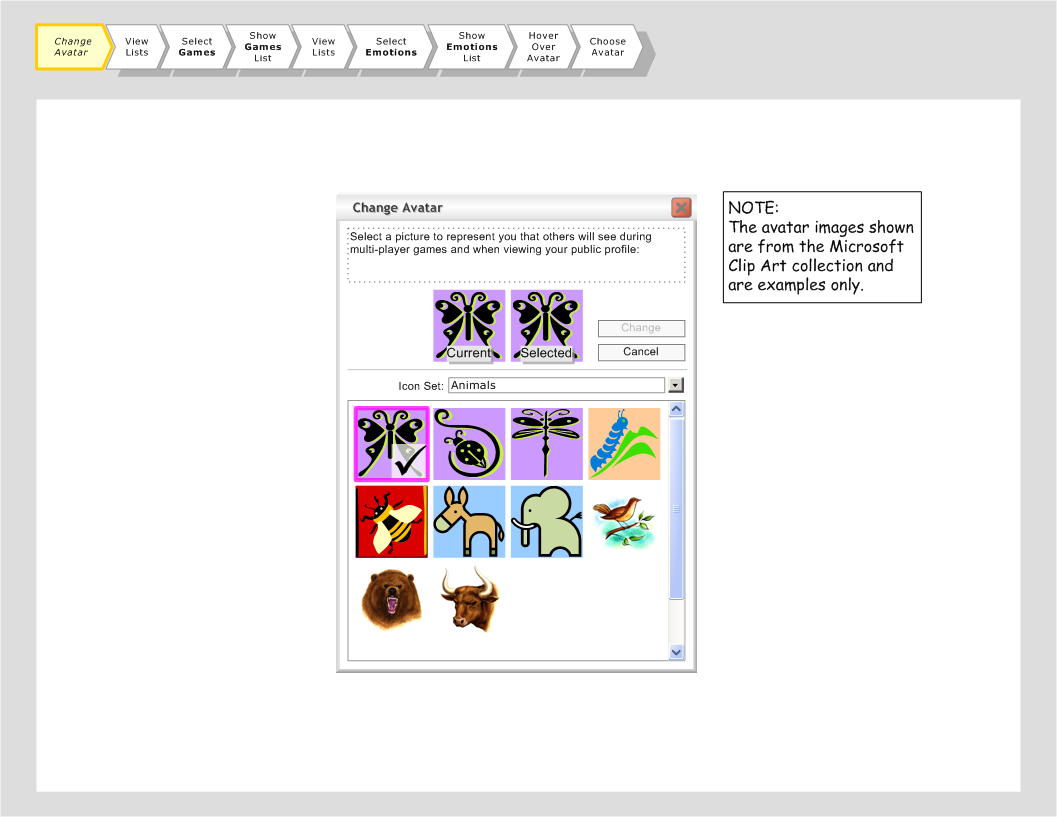 Change
Avatar
View
Lists
Select
Games
Show
Games
List
View
Lists
Select
Emotions
Show
Emotions
List
Hover
Over
Avatar
Choose
Avatar
Change Avatar
Select a picture to represent you that others will see during
multi-player games and when viewing your public profile:
Current
Selected
Change
Cancel
Icon Set: Animals
NOTE:
The avatar images shown
are from the Microsoft
Clip Art collection and
are examples only.